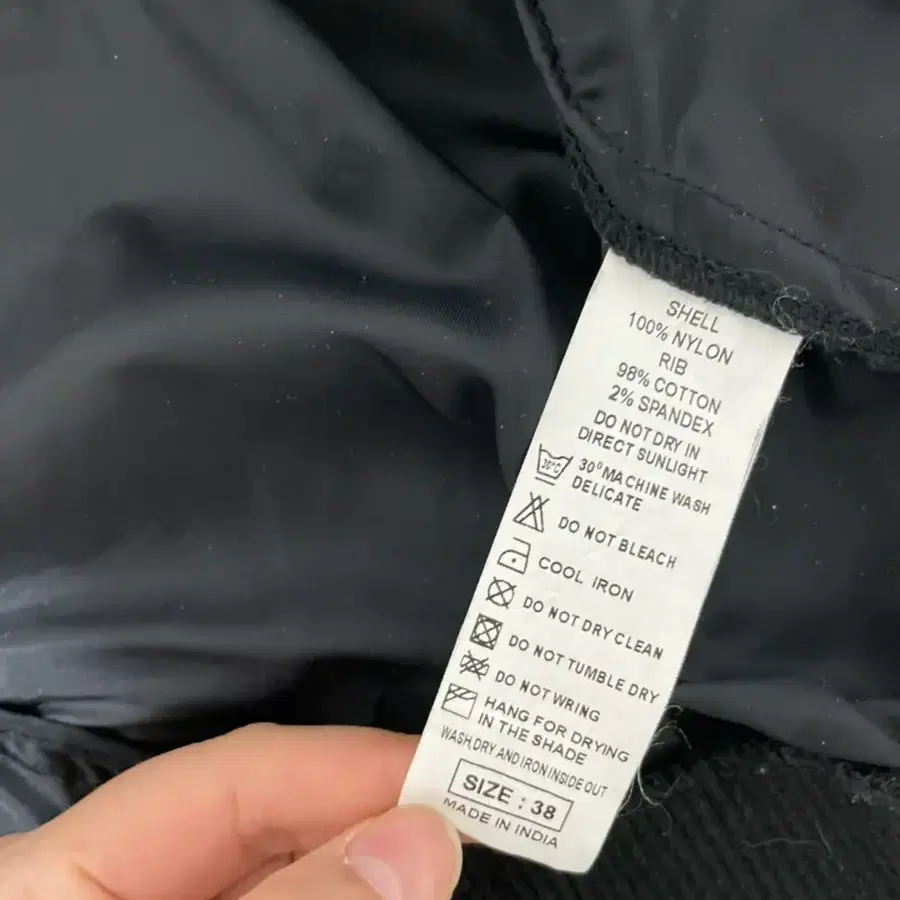 SHELL
100% NYLON
RIB
98% COTTON
2% SPANDEX
DO NOT DRY IN
DIRECT SUNLIGHT
30°C
30° MACHINE WASH
DELICATE
DO NOT BLEACH
COOL IRON
DO NOT DRY CLEAN
DO NOT TUMBLE DRY
DO NOT WRING
HANG FOR DRYING
IN THE SHADE
WASH,DRY AND IRON INSIDE OUT
SIZE : 38
MADE IN INDIA